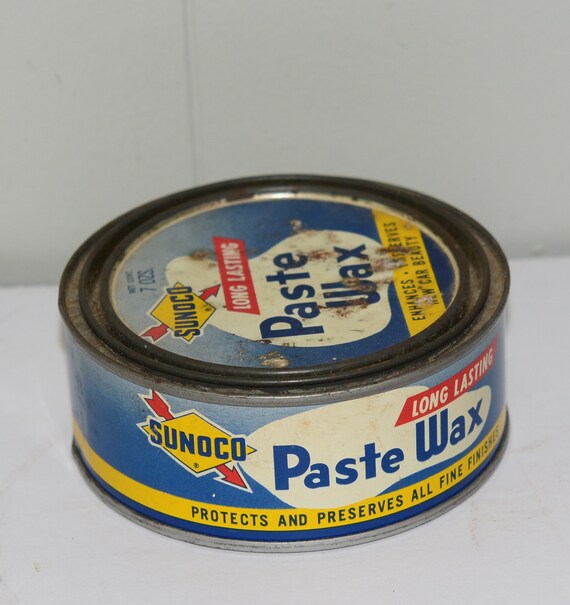 NET CONT.
7 OZS.
SUNOCO
LONG LASTING
Paste
Wax
ENHANCES •
NEW CAR BEAUTY
LONG LASTING
SUNOCO
®
Paste Wax
PROTECTS AND PRESERVES ALL FINE FINISHES